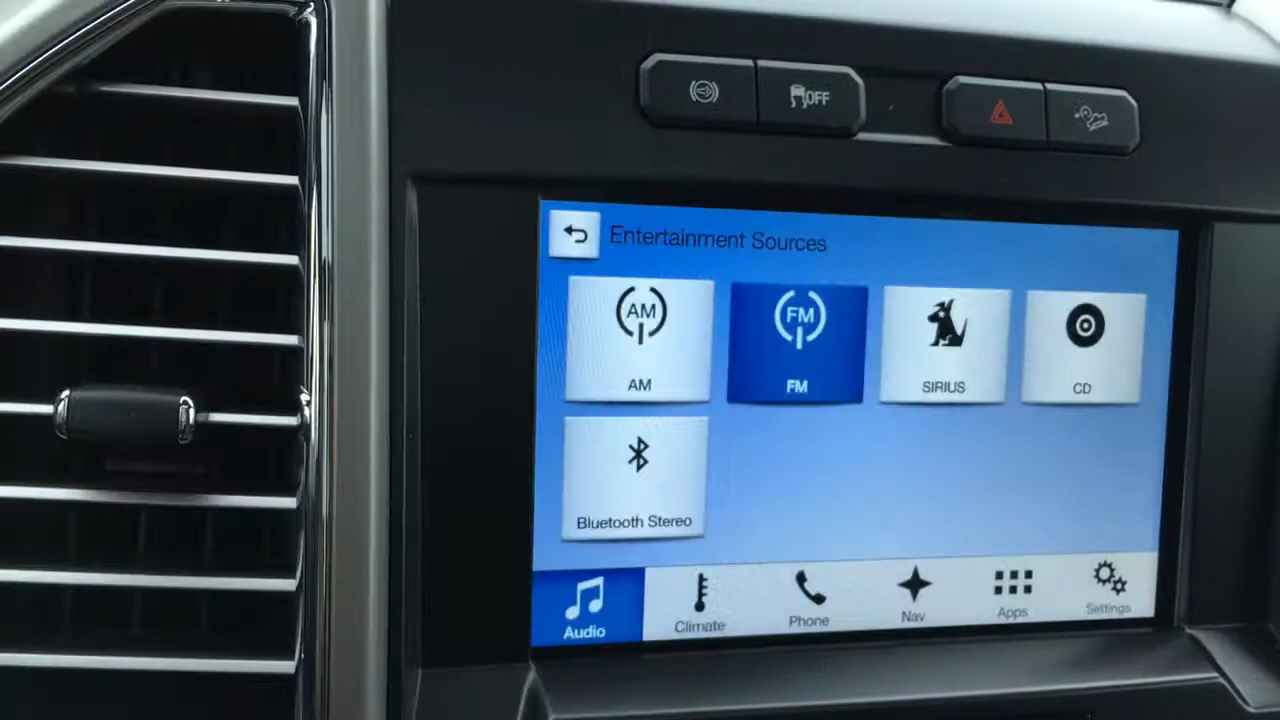 OFF
Entertainment Sources
AM
FM
AM
FM
SIRIUS
CD
Bluetooth Stereo
Audio
Climate
Phone
Nav
Apps
Settings